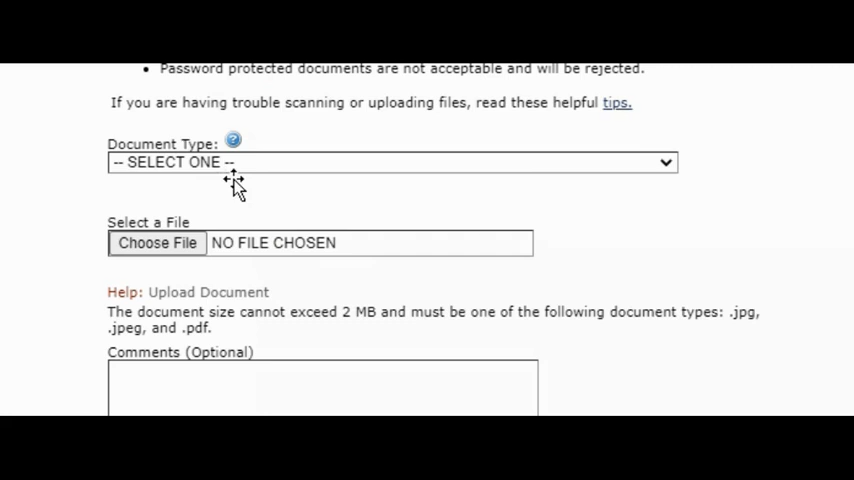 • Password protected documents are not acceptable and will be rejected.
If you are having trouble scanning or uploading files, read these helpful tips.
Document Type: ?
-- SELECT ONE --
Select a File
Choose File NO FILE CHOSEN
Help: Upload Document
The document size cannot exceed 2 MB and must be one of the following document types: .jpg,
.jpeg, and .pdf.
Comments (Optional)